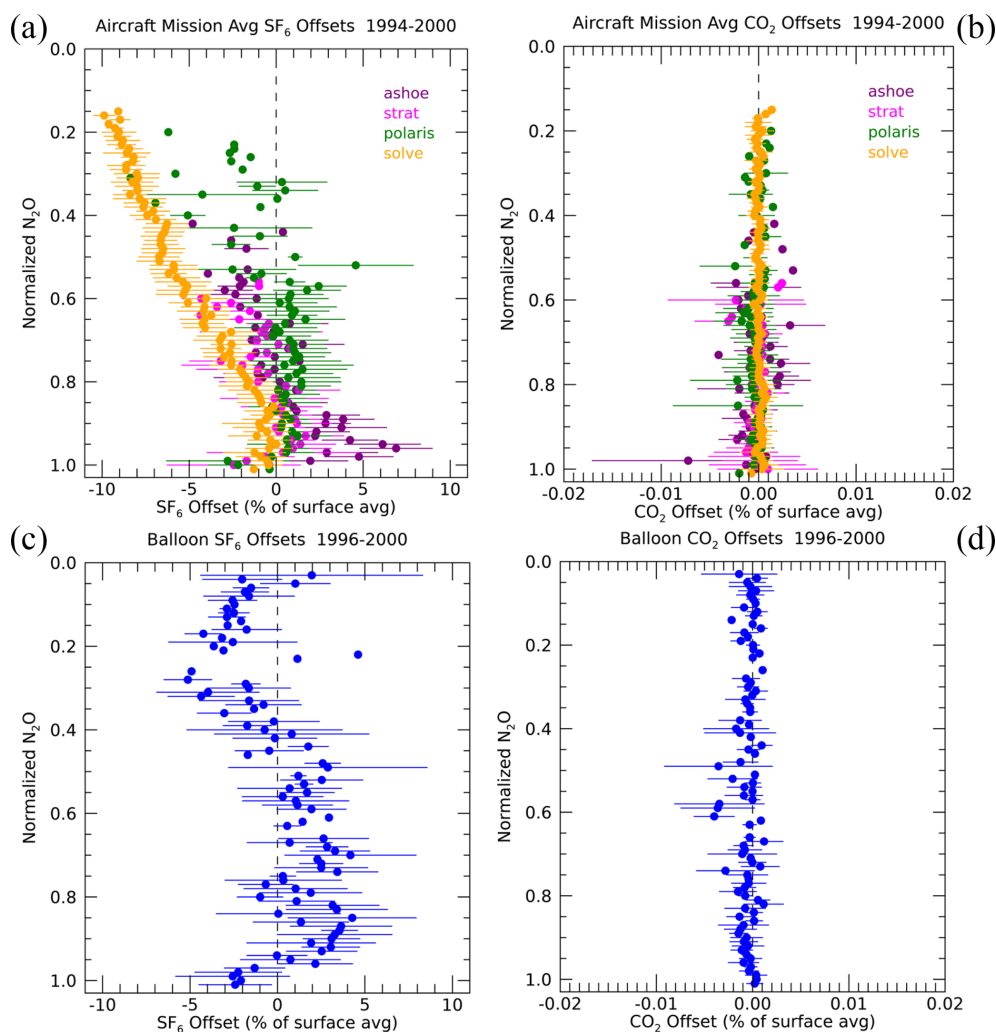 (a)
Aircraft Mission Avg SF₆ Offsets 1994-2000
0.0
0.2
0.4
0.6
0.8
1.0
Normalized N₂O
ashoe
strat
polaris
solve
-10
-5
0
5
10
SF₆ Offset (% of surface avg)
(b)
Aircraft Mission Avg CO₂ Offsets 1994-2000
0.0
0.2
0.4
0.6
0.8
1.0
Normalized N₂O
ashoe
strat
polaris
solve
-0.02
-0.01
0.00
0.01
0.02
CO₂ Offset (% of surface avg)
(c)
Balloon SF₆ Offsets 1996-2000
0.0
0.2
0.4
0.6
0.8
1.0
Normalized N₂O
-10
-5
0
5
10
SF₆ Offset (% of surface avg)
(d)
Balloon CO₂ Offsets 1996-2000
0.0
0.2
0.4
0.6
0.8
1.0
Normalized N₂O
-0.02
-0.01
0.00
0.01
0.02
CO₂ Offset (% of surface avg)